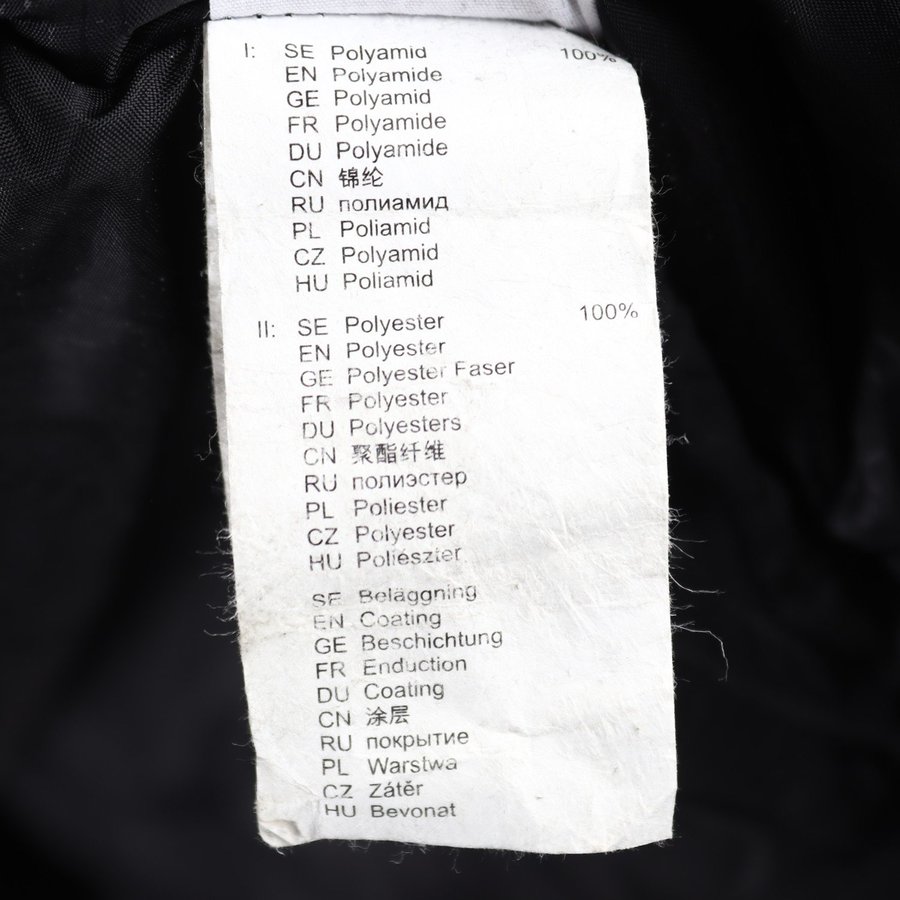 I: SE Polyamid 100%
EN Polyamide
GE Polyamid
FR Polyamide
DU Polyamide
CN 锦纶
RU полиамид
PL Poliamid
CZ Polyamid
HU Poliamid
II: SE Polyester 100%
EN Polyester
GE Polyester Faser
FR Polyester
DU Polyesters
CN 聚酯纤维
RU полиэстер
PL Poliester
CZ Polyester
HU Poliészter
SE Beläggning
EN Coating
GE Beschichtung
FR Enduction
DU Coating
CN 涂层
RU покрытие
PL Warstwa
CZ Zátěr
HU Bevonat